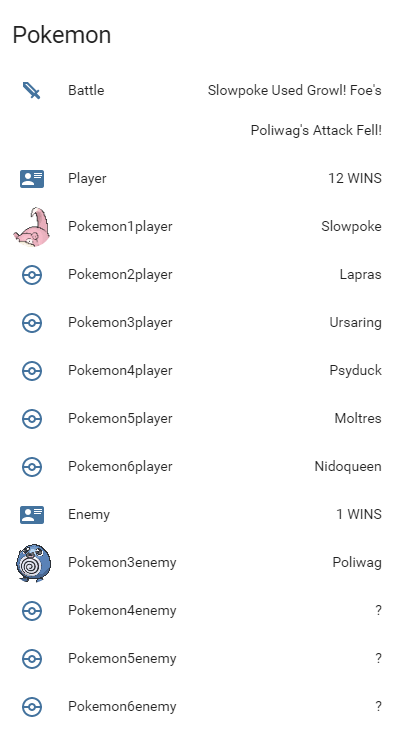 Pokemon
Battle Slowpoke Used Growl! Foe's
Poliwag's Attack Fell!
Player 12 WINS
Pokemon1player Slowpoke
Pokemon2player Lapras
Pokemon3player Ursaring
Pokemon4player Psyduck
Pokemon5player Moltres
Pokemon6player Nidoqueen
Enemy 1 WINS
Pokemon3enemy Poliwag
Pokemon4enemy ?
Pokemon5enemy ?
Pokemon6enemy ?